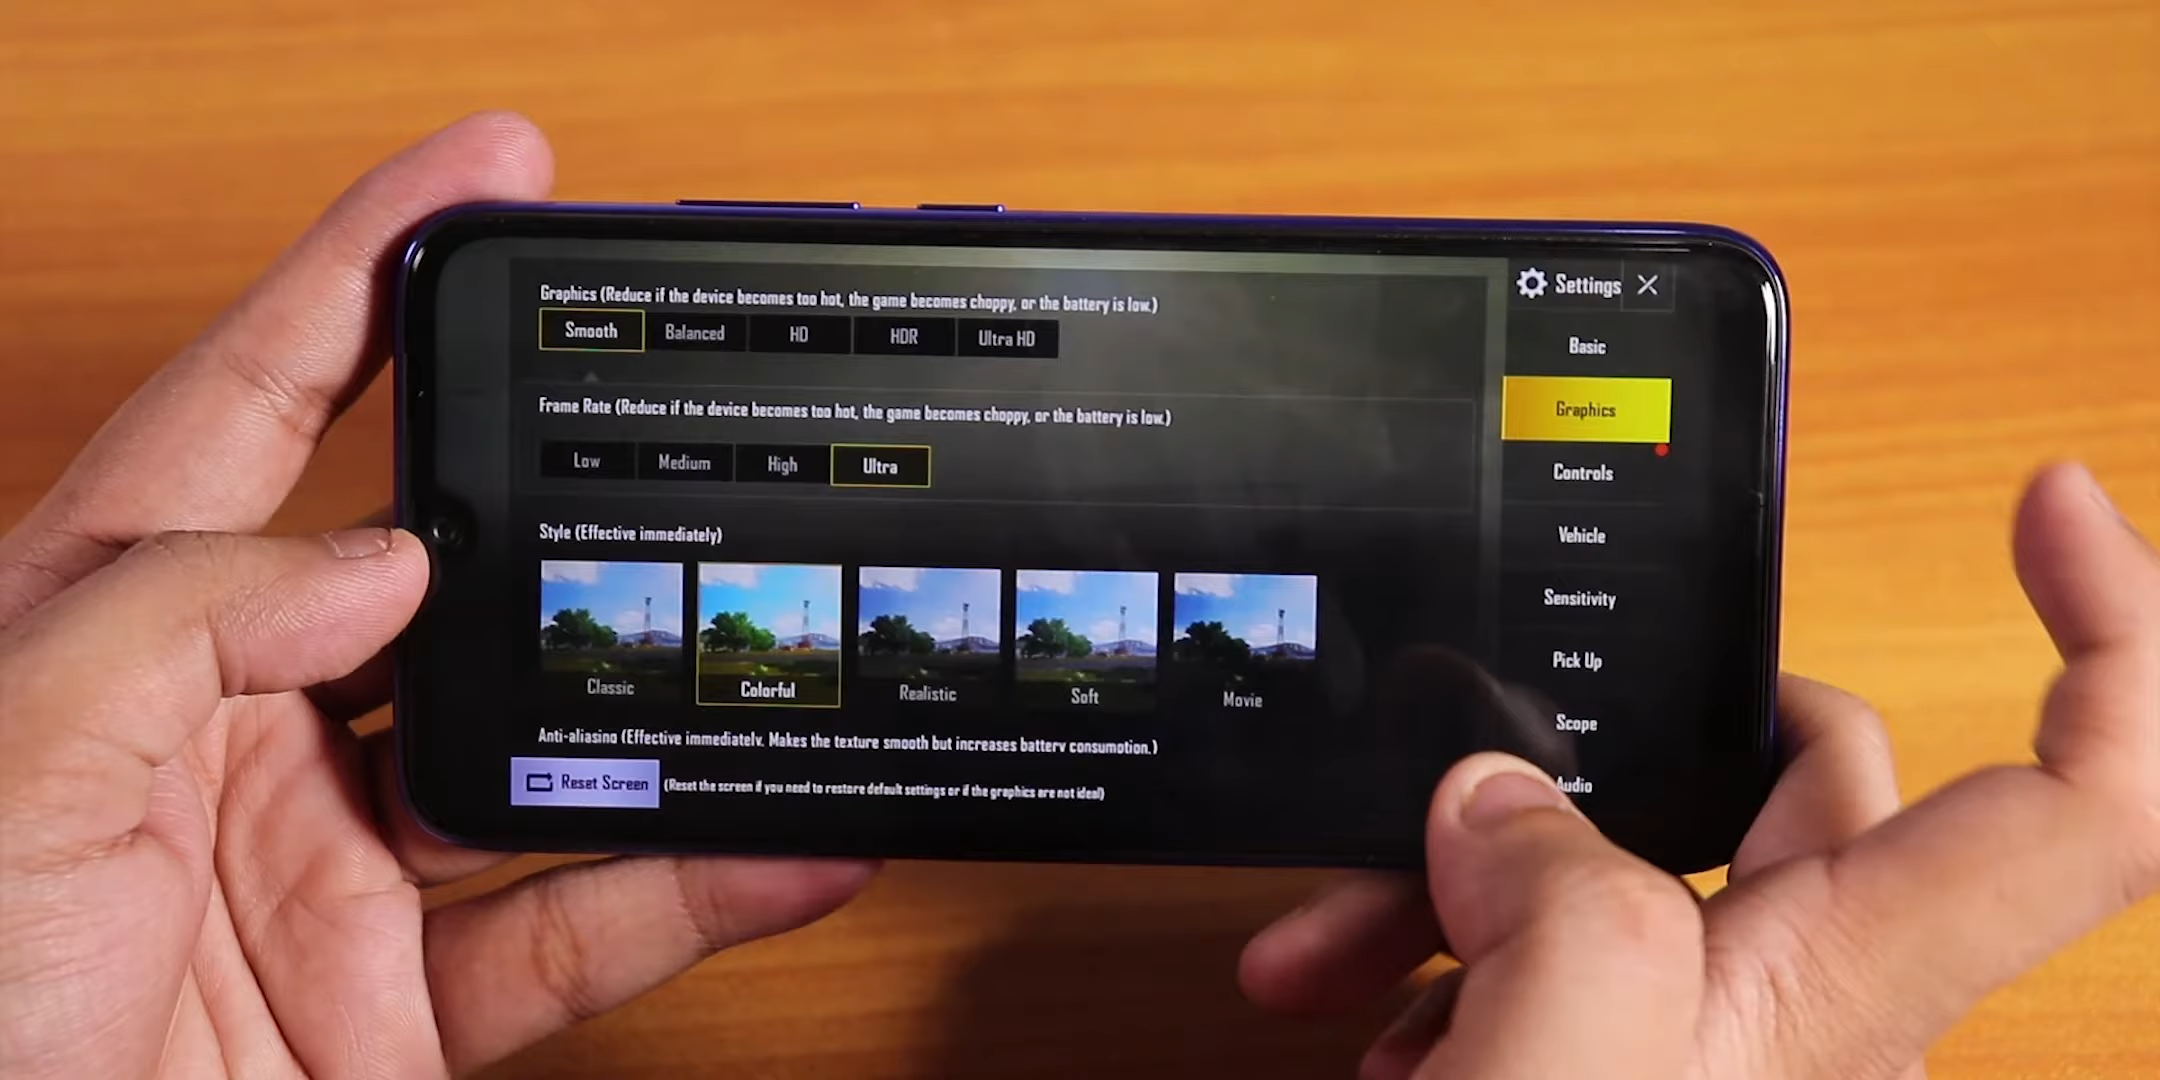 Graphics (Reduce if the device becomes too hot, the game becomes choppy, or the battery is low.)
Smooth Balanced HD HDR Ultra HD
Frame Rate (Reduce if the device becomes too hot, the game becomes choppy, or the battery is low.)
Low Medium High Ultra
Style (Effective immediately)
Classic Colorful Realistic Soft Movie
Anti-aliasing (Effective immediately. Makes the texture smooth but increases battery consumption.)
Reset Screen (Reset the screen if you need to restore default settings or if the graphics are not ideal)
Settings
Basic
Graphics
Controls
Vehicle
Sensitivity
Pick Up
Scope
Audio